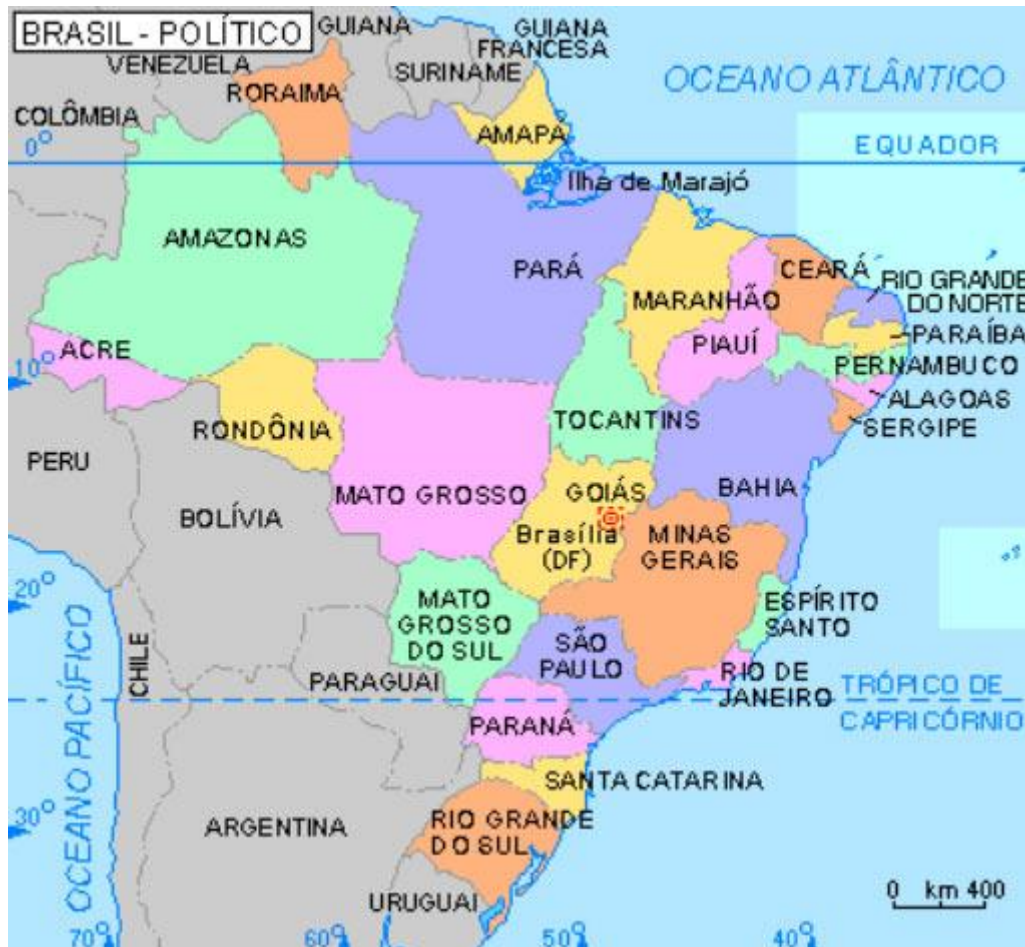 BRASIL - POLÍTICO
GUIANA
GUIANA
FRANCESA
VENEZUELA
SURINAME
RORAIMA
OCEANO ATLÂNTICO
COLÔMBIA
AMAPÁ
0°
EQUADOR
Ilha de Marajó
AMAZONAS
PARÁ
CEARÁ
MARANHÃO
RIO GRANDE
DO NORTE
PIAUÍ
PARAÍBA
ACRE
PERNAMBUCO
10°
ALAGOAS
TOCANTINS
RONDÔNIA
SERGIPE
PERU
MATO GROSSO
GOIÁS
BAHIA
BOLÍVIA
Brasília
(DF)
MINAS
GERAIS
20°
MATO
GROSSO
DO SUL
ESPÍRITO
SANTO
SÃO
PAULO
CHILE
PARAGUAI
RIO DE
JANEIRO
TRÓPICO DE
CAPRICÓRNIO
OCEANO PACÍFICO
PARANÁ
SANTA CATARINA
30°
ARGENTINA
RIO GRANDE
DO SUL
URUGUAI
0 km 400
70°
60°
50°
40°